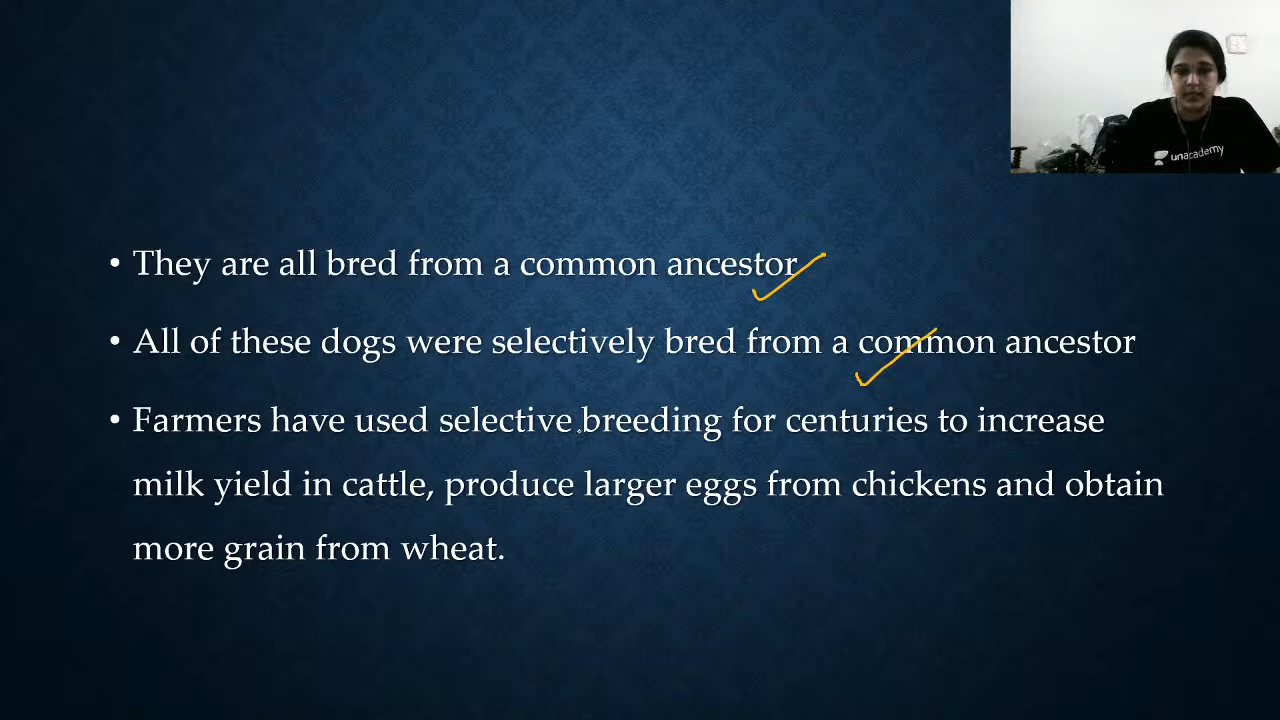 unacademy
• They are all bred from a common ancestor
• All of these dogs were selectively bred from a common ancestor
• Farmers have used selective breeding for centuries to increase
milk yield in cattle, produce larger eggs from chickens and obtain
more grain from wheat.